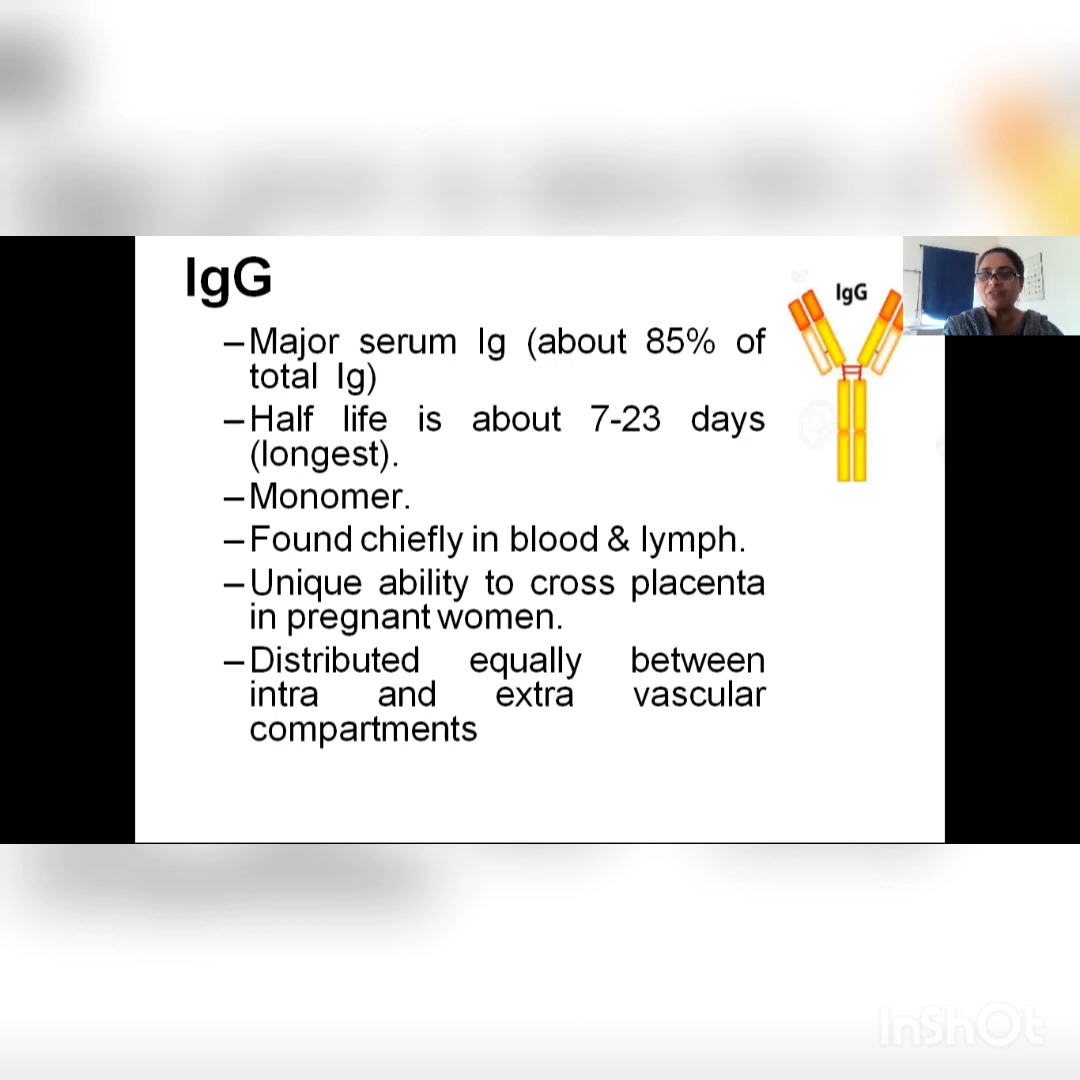 IgG
IgG
–Major serum Ig (about 85% of
total Ig)
–Half life is about 7-23 days
(longest).
–Monomer.
–Found chiefly in blood & lymph.
–Unique ability to cross placenta
in pregnant women.
–Distributed equally between
intra and extra vascular
compartments
InShOt